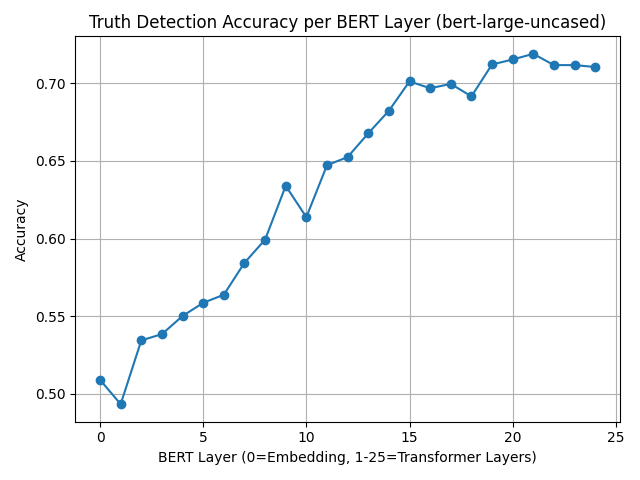 Truth Detection Accuracy per BERT Layer (bert-large-uncased)
0.70
0.65
0.60
0.55
0.50
Accuracy
0 5 10 15 20 25
BERT Layer (0=Embedding, 1-25=Transformer Layers)